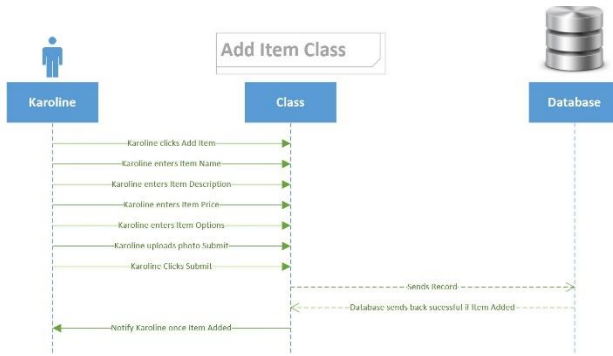 Add Item Class
Karoline
Class
Database
Karoline clicks Add Item
Karoline enters Item Name
Karoline enters Item Description
Karoline enters Item Price
Karoline enters Item Options
Karoline uploads photo Submit
Karoline Clicks Submit
Sends Record
Database sends back sucessful if Item Added
Notify Karoline once Item Added